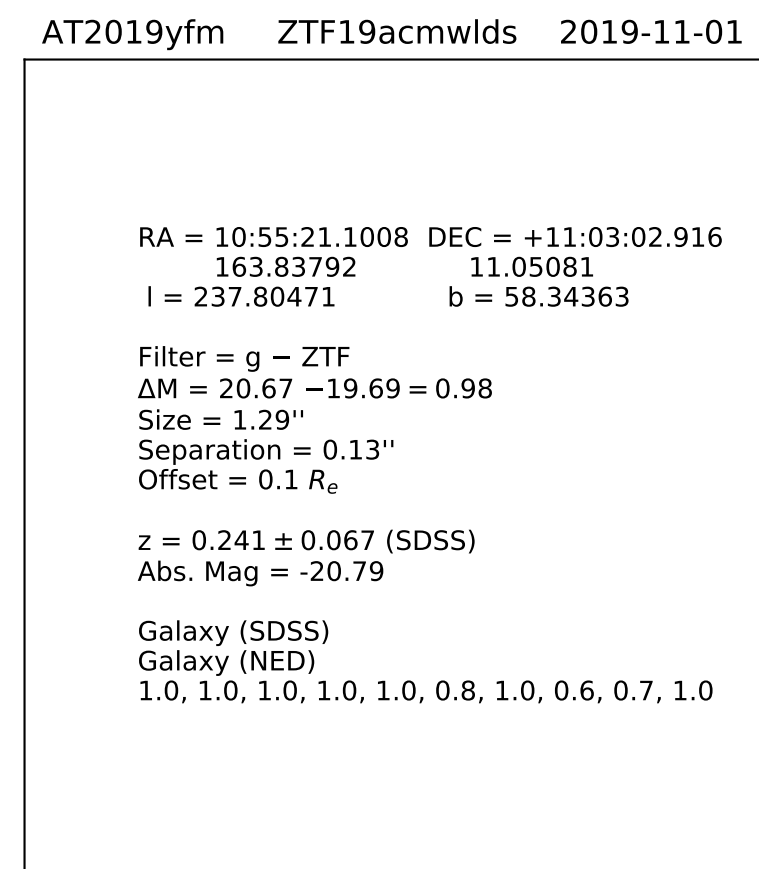 AT2019yfm ZTF19acmwlds 2019-11-01
RA = 10:55:21.1008 DEC = +11:03:02.916
163.83792 11.05081
l = 237.80471 b = 58.34363
Filter = g − ZTF
ΔM = 20.67 −19.69 = 0.98
Size = 1.29''
Separation = 0.13''
Offset = 0.1 Re
z = 0.241 ± 0.067 (SDSS)
Abs. Mag = -20.79
Galaxy (SDSS)
Galaxy (NED)
1.0, 1.0, 1.0, 1.0, 1.0, 0.8, 1.0, 0.6, 0.7, 1.0